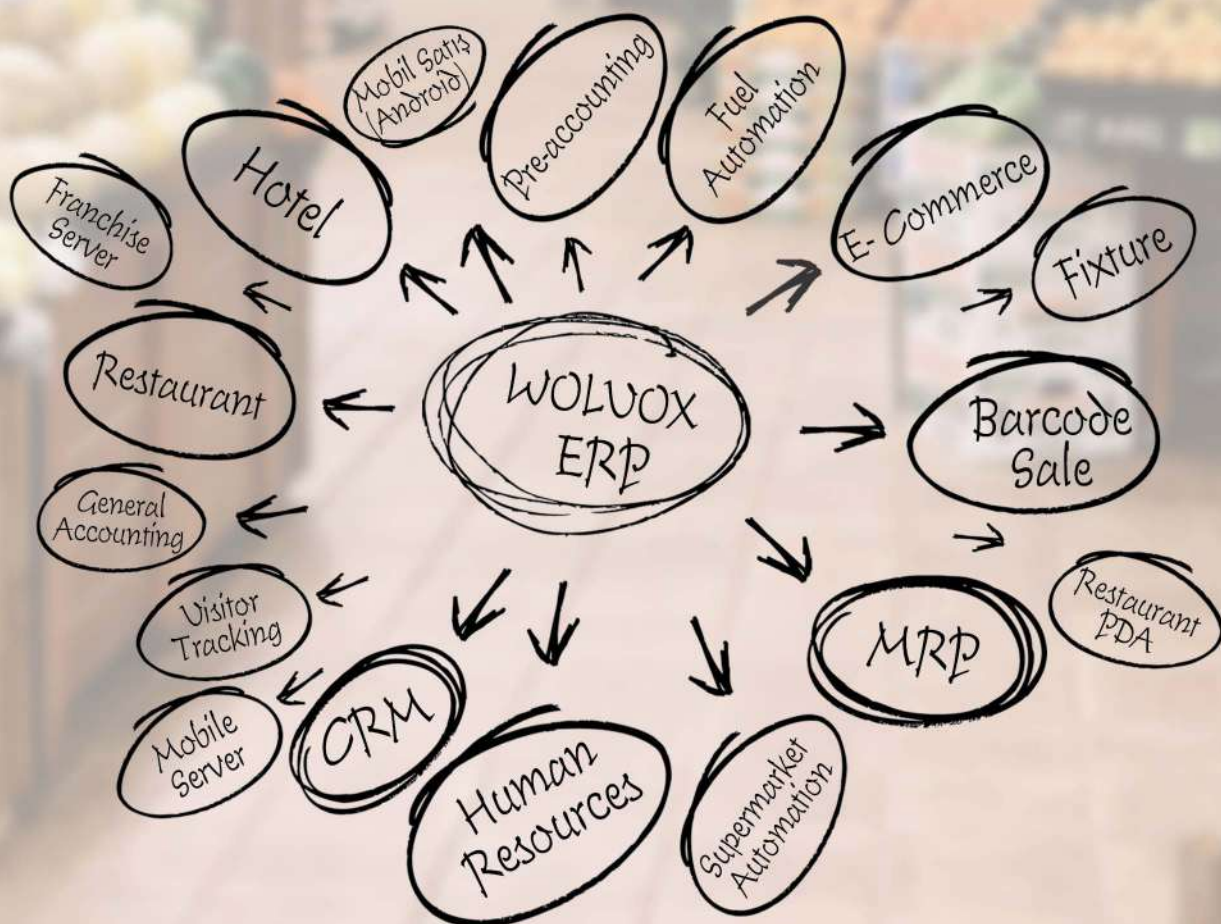 Mobil Satış
(Android)
Pre-accounting
Fuel
Automation
Hotel
E- Commerce
Franchise
Server
Fixture
Restaurant
WOLVOX
ERP
Barcode
Sale
General
Accounting
Visitor
Tracking
Restaurant
PDA
MRP
CRM
Mobile
Server
Human
Resources
Supermarket
Automation